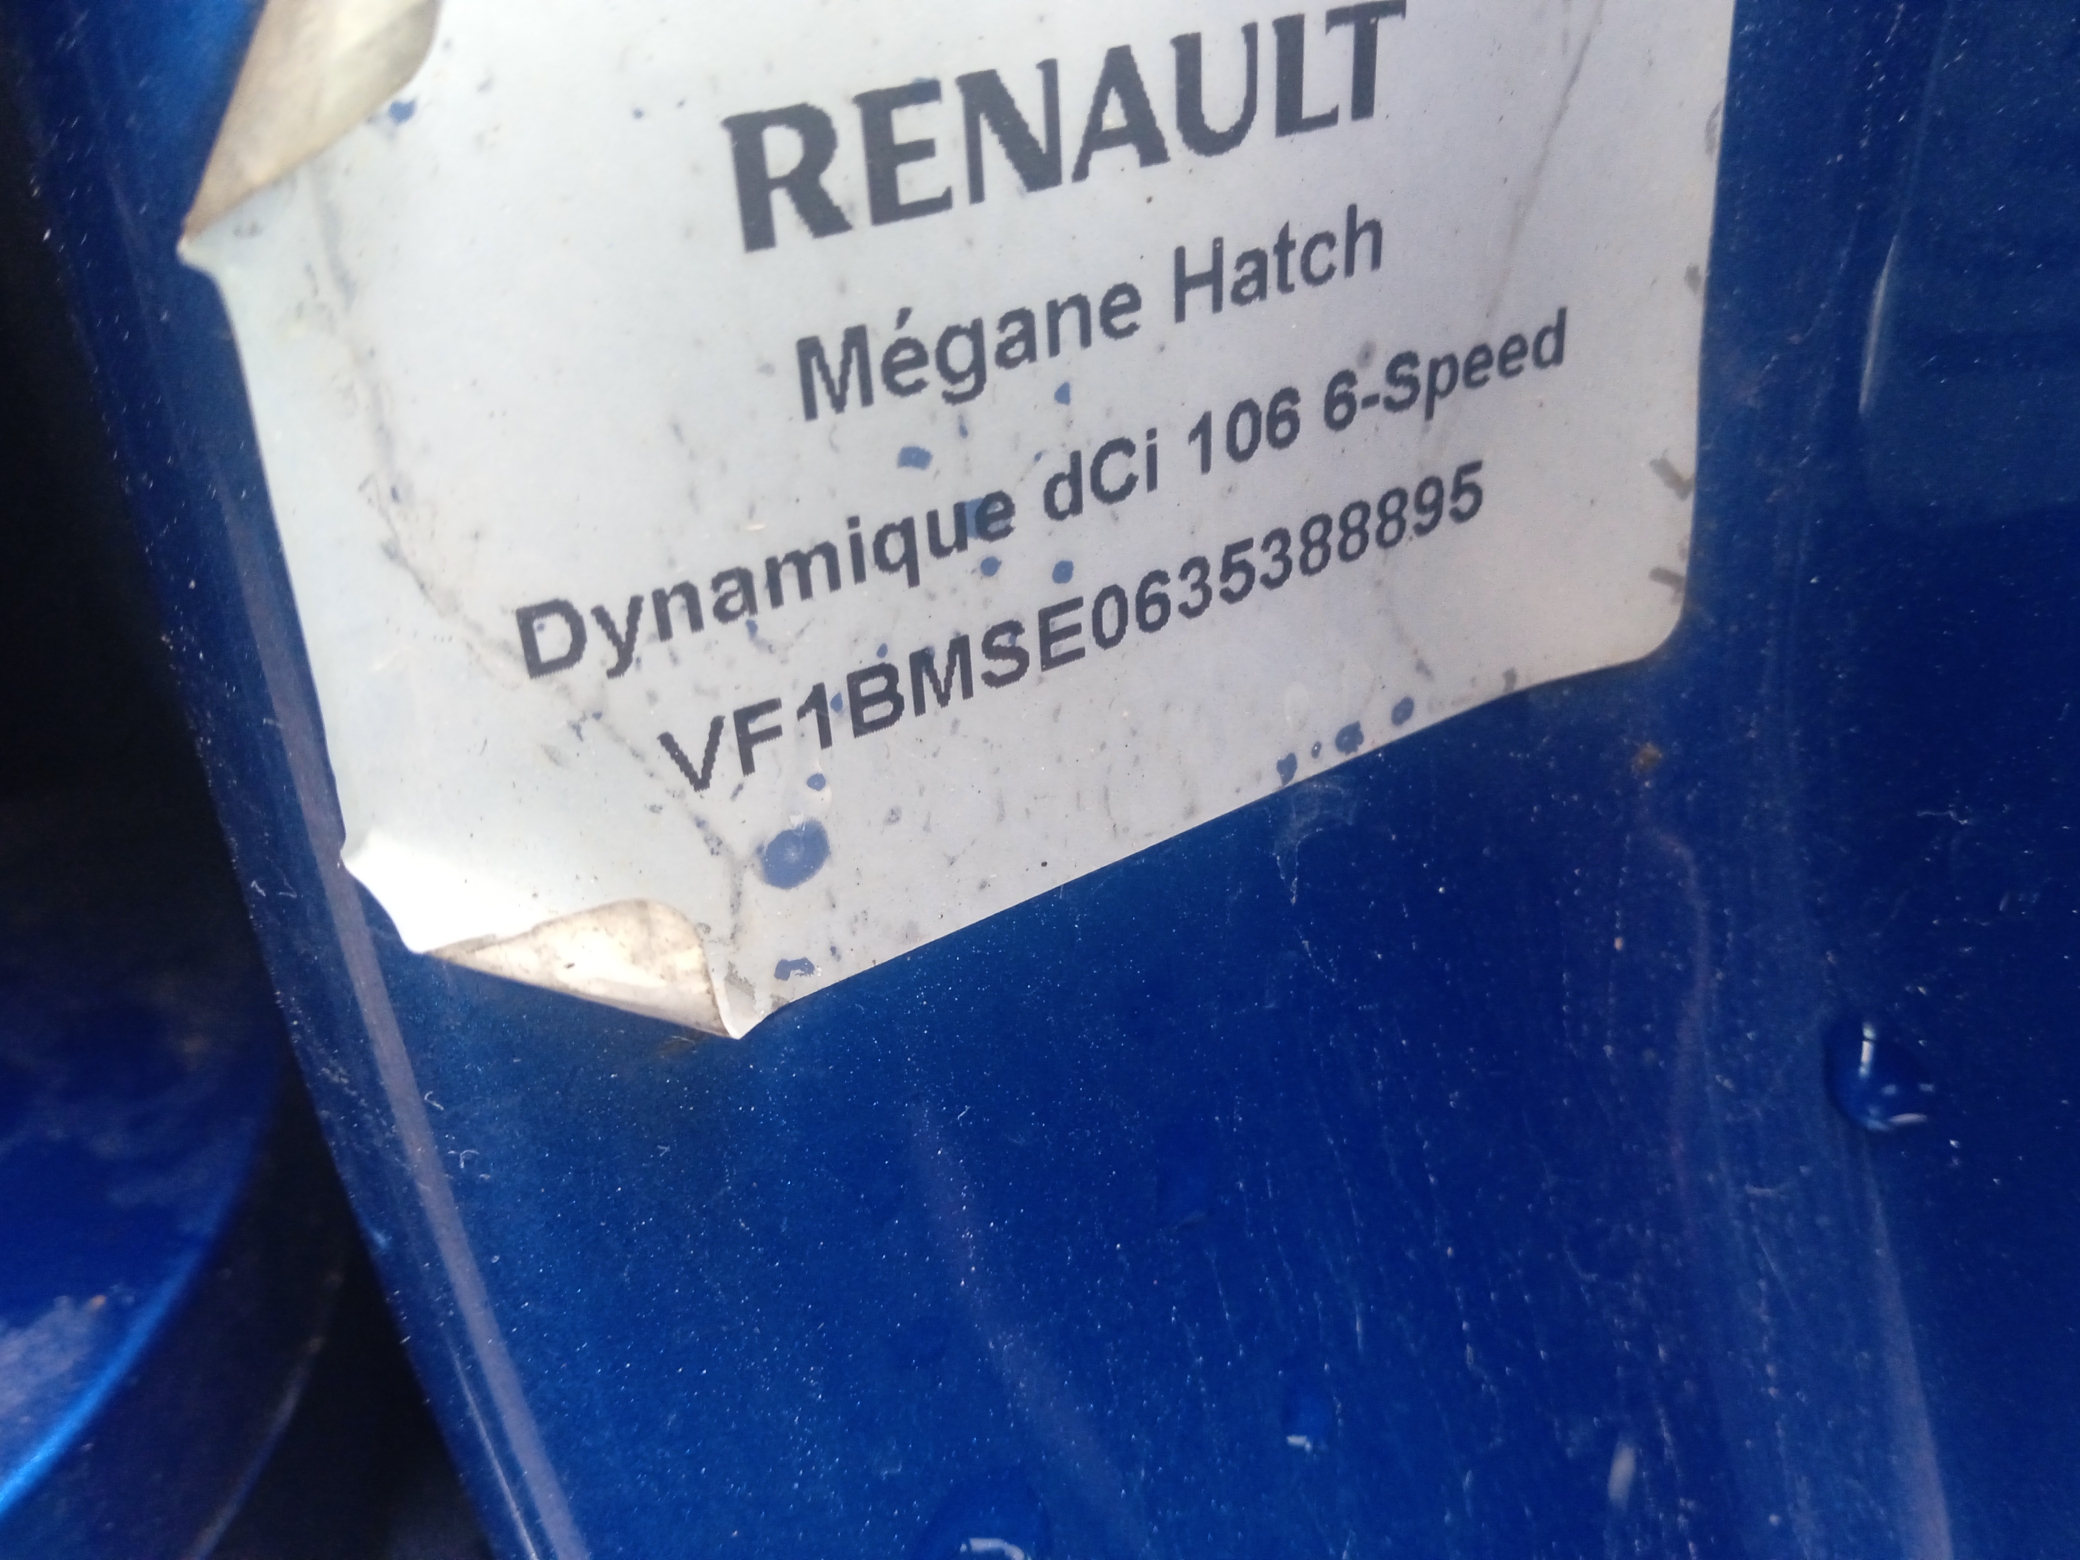 RENAULT
Mégane Hatch
Dynamique dCi 106 6-Speed
VF1BMSE0635388895